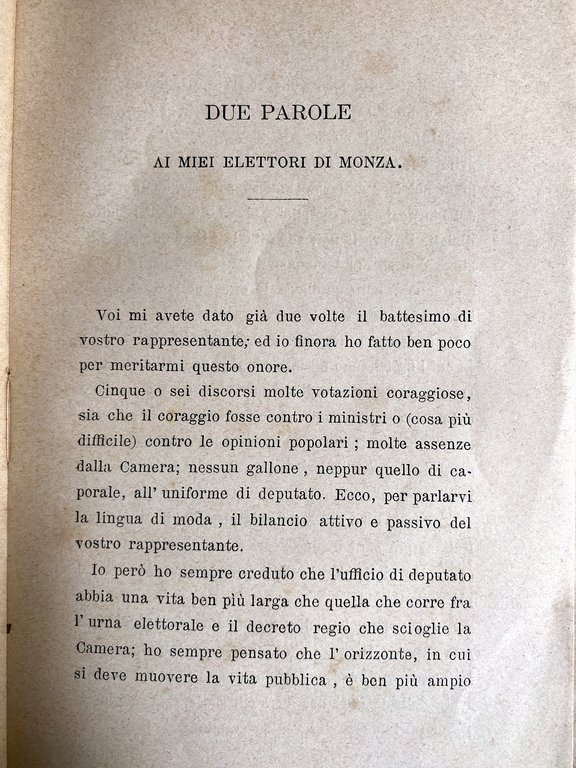 DUE PAROLE
AI MIEI ELETTORI DI MONZA.
Voi mi avete dato già due volte il battesimo di
vostro rappresentante; ed io finora ho fatto ben poco
per meritarmi questo onore.
Cinque o sei discorsi molte votazioni coraggiose,
sia che il coraggio fosse contro i ministri o (cosa più
difficile) contro le opinioni popolari; molte assenze
dalla Camera; nessun gallone, neppur quello di ca-
porale, all' uniforme di deputato. Ecco, per parlarvi
la lingua di moda, il bilancio attivo e passivo del
vostro rappresentante.
Io però ho sempre creduto che l'ufficio di deputato
abbia una vita ben più larga che quella che corre fra
l' urna elettorale e il decreto regio che scioglie la
Camera; ho sempre pensato che l' orizzonte, in cui
si deve muovere la vita pubblica, è ben più ampio